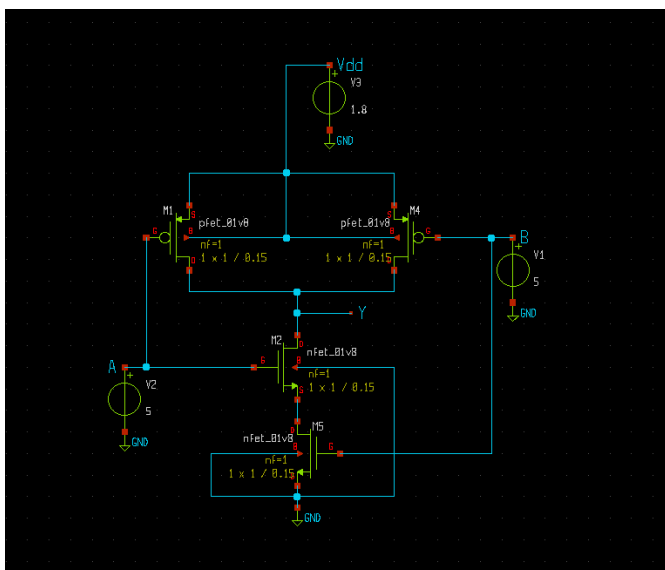 Vdd
V3
1.8
GND
M1
M4
S
S
pfet_01v8
pfet_01v8
G
B
B
G
B
nf=1
nf=1
V1
1 x 1 / 0.15
1 x 1 / 0.15
D
D
5
GND
Y
M2
D
nfet_01v8
A
G
B
nf=1
V2
1 x 1 / 0.15
S
5
D
M5
nfet_01v8
GND
B
G
nf=1
1 x 1 / 0.15
S
GND